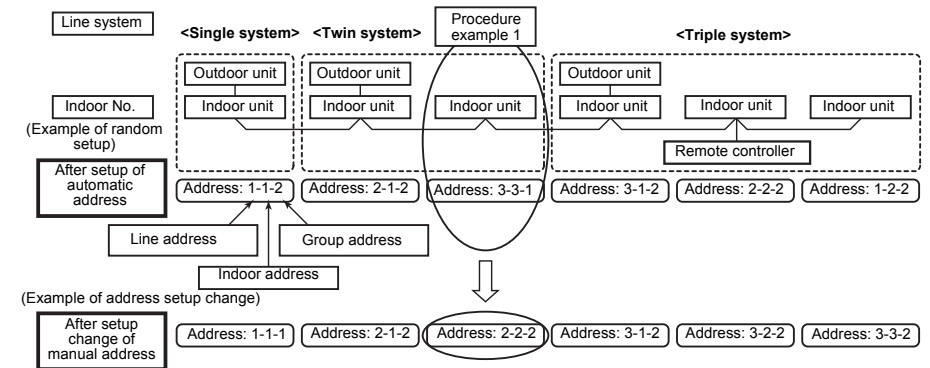 Line system
<Single system>
<Twin system>
Procedure
example 1
<Triple system>
Outdoor unit
Outdoor unit
Outdoor unit
Indoor No.
Indoor unit
Indoor unit
Indoor unit
Indoor unit
Indoor unit
Indoor unit
(Example of random
setup)
Remote controller
After setup of
automatic
address
Address: 1-1-2
Address: 2-1-2
Address: 3-3-1
Address: 3-1-2
Address: 2-2-2
Address: 1-2-2
Line address
Group address
Indoor address
(Example of address setup change)
After setup
change of
manual address
Address: 1-1-1
Address: 2-1-2
Address: 2-2-2
Address: 3-1-2
Address: 3-2-2
Address: 3-3-2